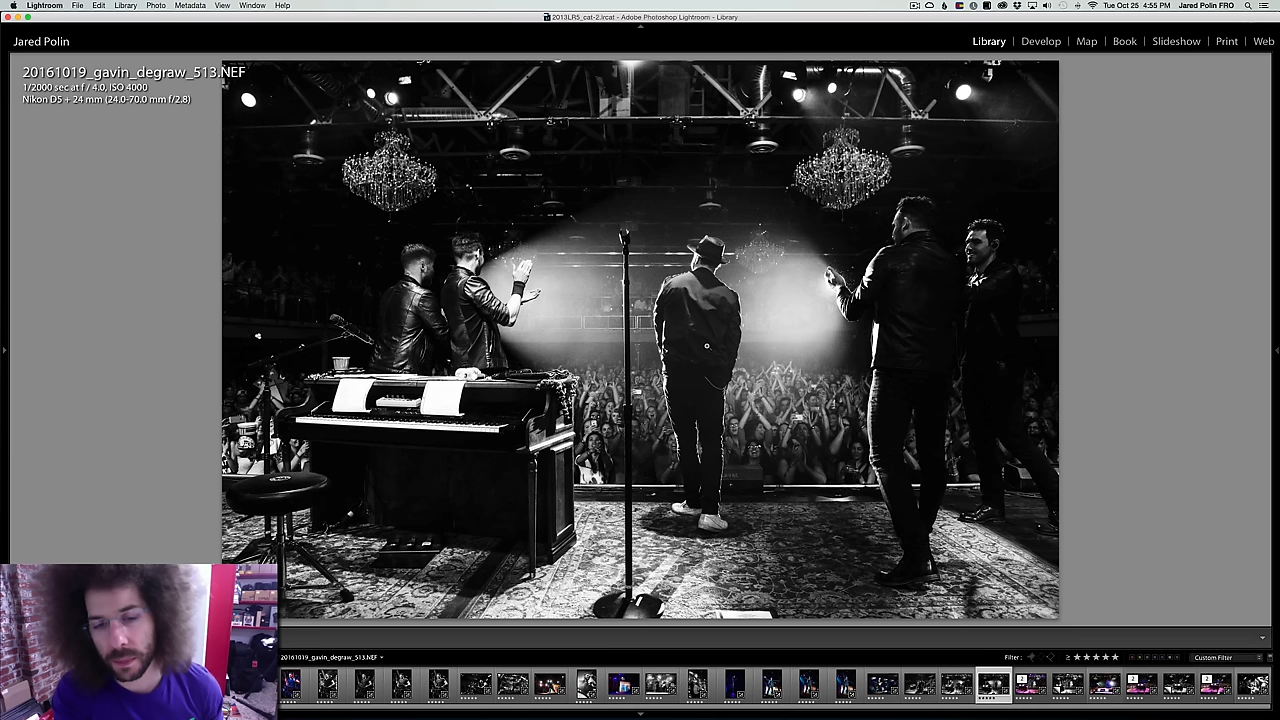 Lightroom File Edit Library Photo Metadata View Window Help Tue Oct 25 4:55 PM Jared Polin FRO
2013LR5_cat-2.lrcat - Adobe Photoshop Lightroom - Library
Jared Polin Library | Develop | Map | Book | Slideshow | Print | Web
20161019_gavin_degraw_513.NEF
1/2000 sec at f / 4.0, ISO 4000
Nikon D5 + 24 mm (24.0-70.0 mm f/2.8)
20161019_gavin_degraw_513.NEF Filter : ≥ ★★★★★ Custom Filter
2 2 2